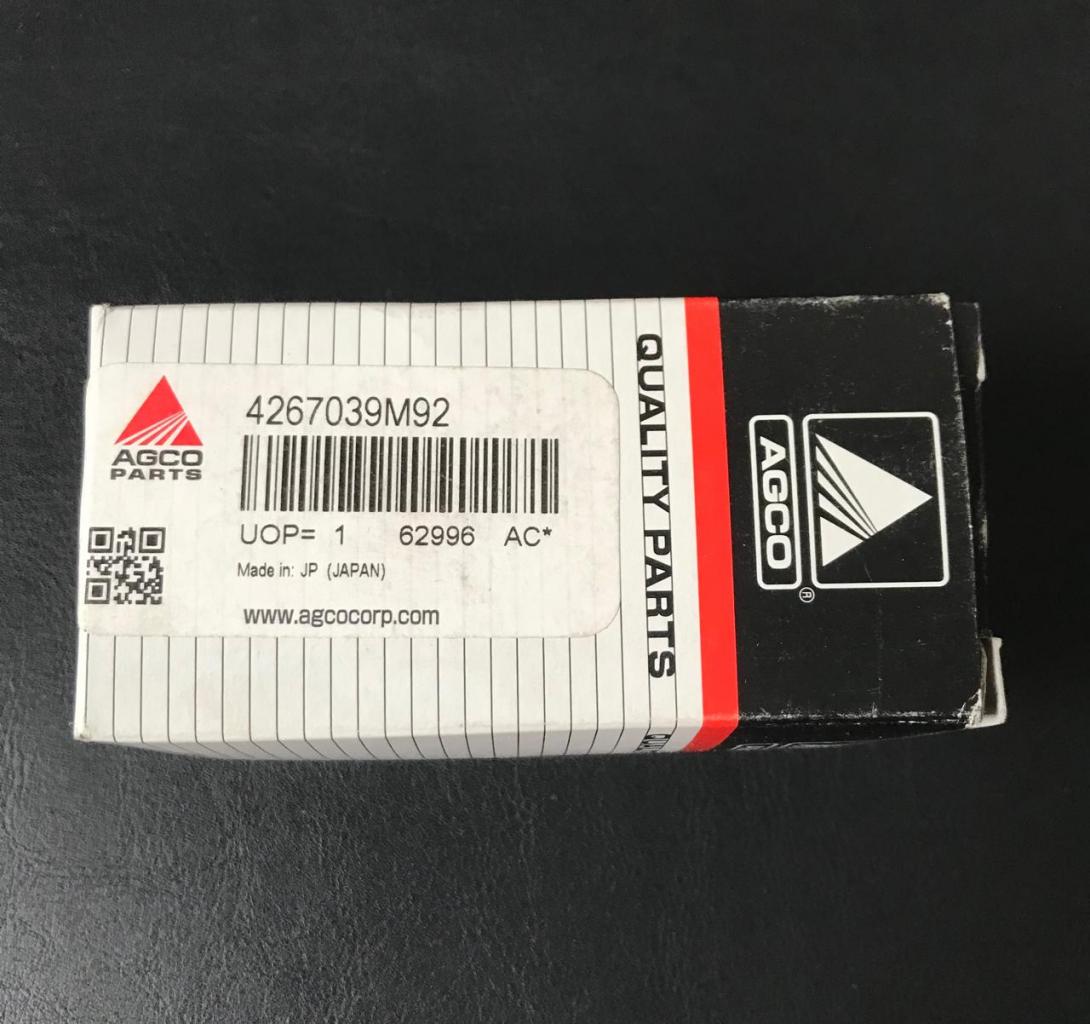 4267039M92
AGCO
PARTS
UOP= 1 62996 AC*
Made in: JP (JAPAN)
www.agcocorp.com
QUALITY PARTS
AGCO
®